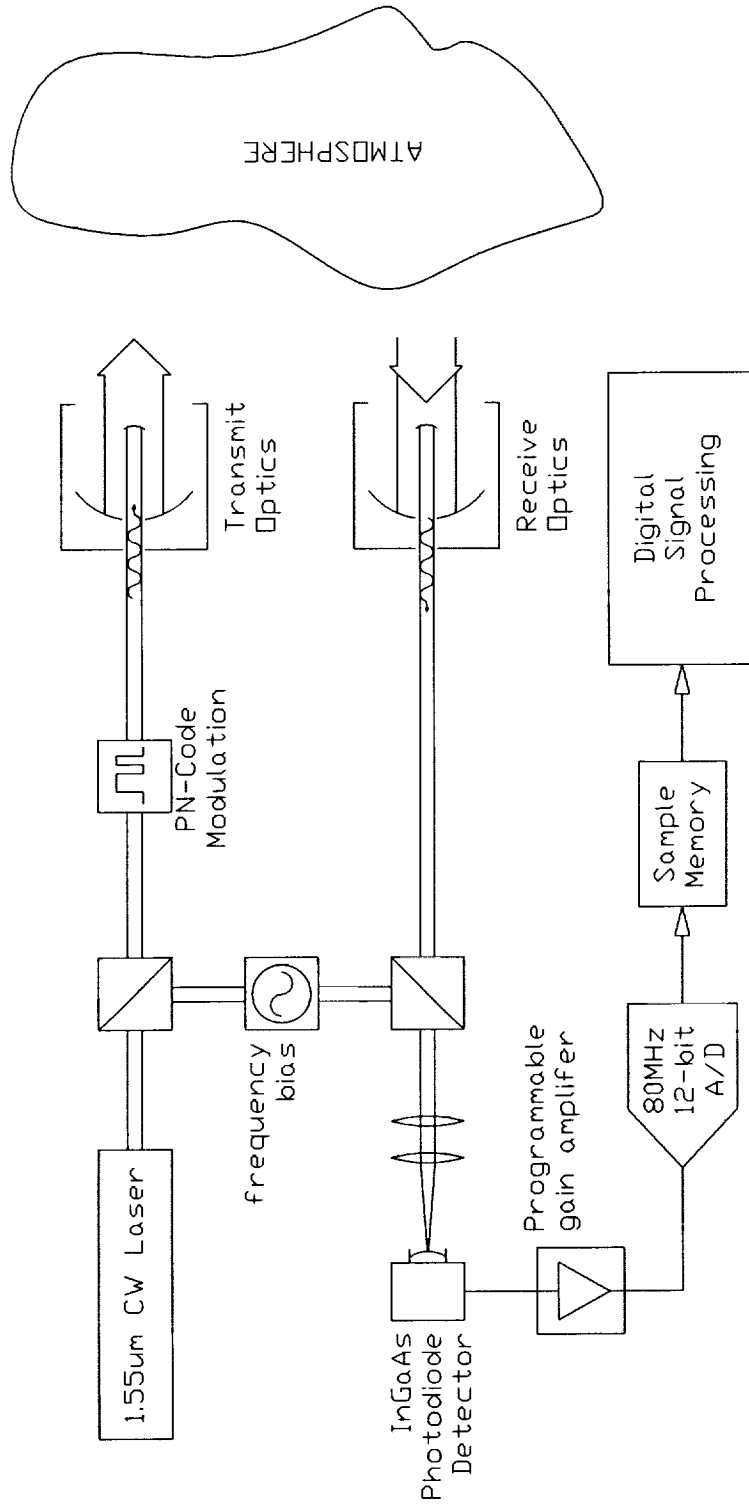 1.55um CW Laser
PN-Code
Modulation
Transmit
Optics
ATMOSPHERE
frequency
bias
Receive
Optics
InGaAs
Photodiode
Detector
Programmable
gain amplifer
80MHz
12-bit
A/D
Sample
Memory
Digital
Signal
Processing